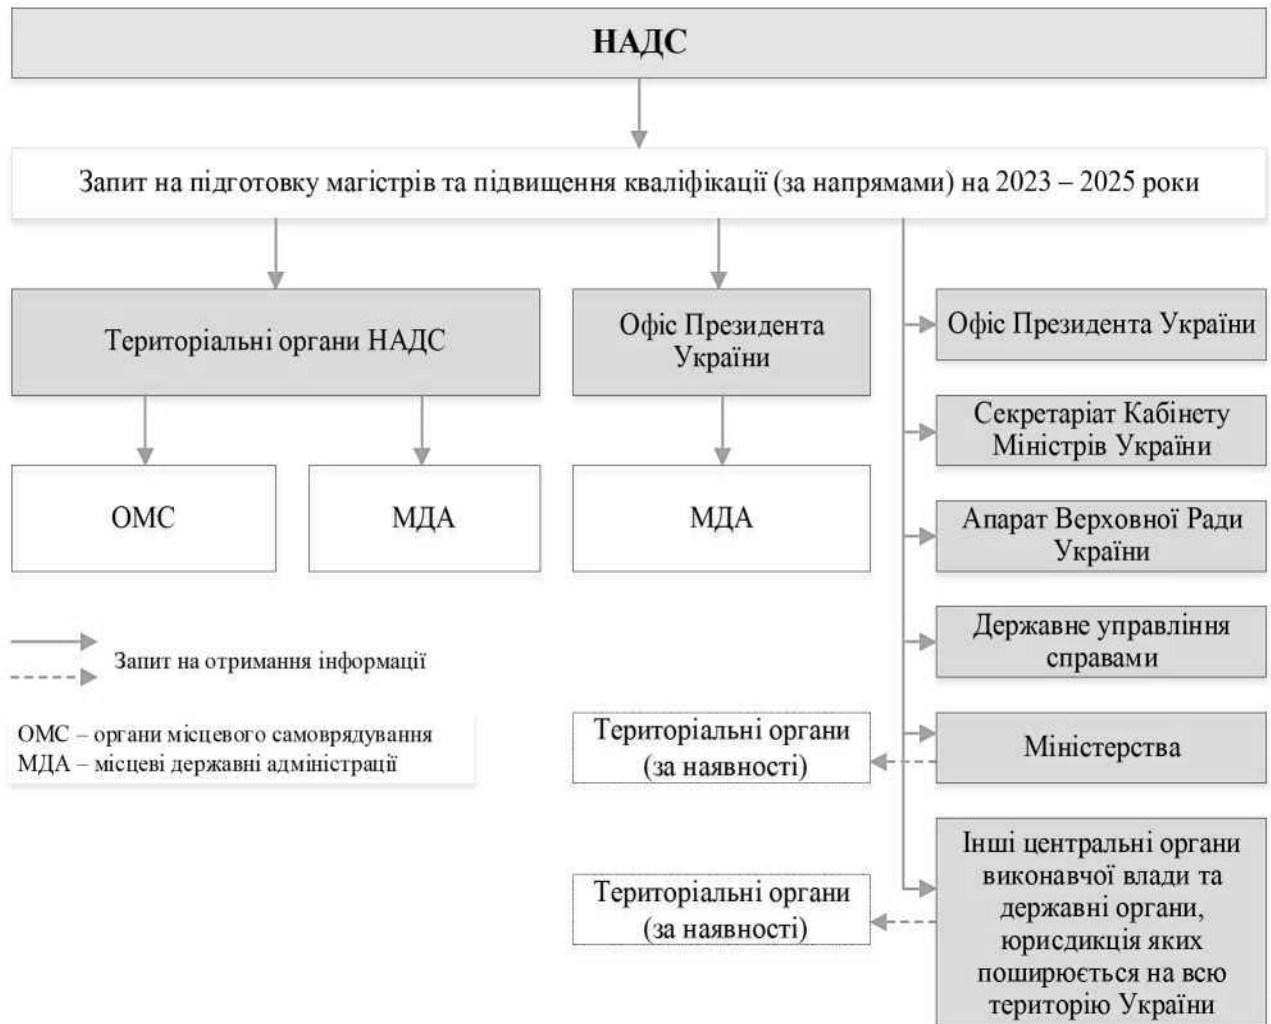 НАДС
Запит на підготовку магістрів та підвищення кваліфікації (за напрямами) на 2023 – 2025 роки
Територіальні органи НАДС
Офіс Президента
України
Офіс Президента України
Секретаріат Кабінету
Міністрів України
ОМС
МДА
МДА
Апарат Верховної Ради
України
Державне управління
справами
Запит на отримання інформації
ОМС – органи місцевого самоврядування
МДА – місцеві державні адміністрації
Територіальні органи
(за наявності)
Міністерства
Територіальні органи
(за наявності)
Інші центральні органи
виконавчої влади та
державні органи,
юрисдикція яких
поширюється на всю
територію України